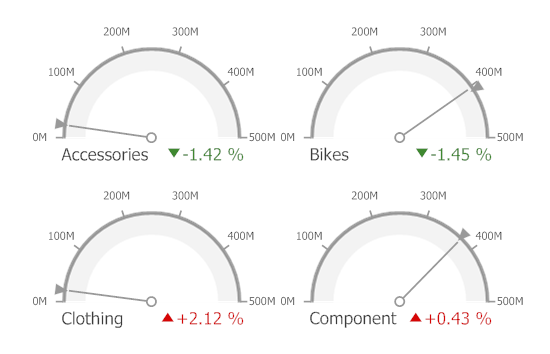 200M 300M
100M 400M
0M 500M
Accessories ▼-1.42 %
200M 300M
100M 400M
0M 500M
Bikes ▼-1.45 %
200M 300M
100M 400M
0M 500M
Clothing ▲+2.12 %
200M 300M
100M 400M
0M 500M
Component ▲+0.43 %